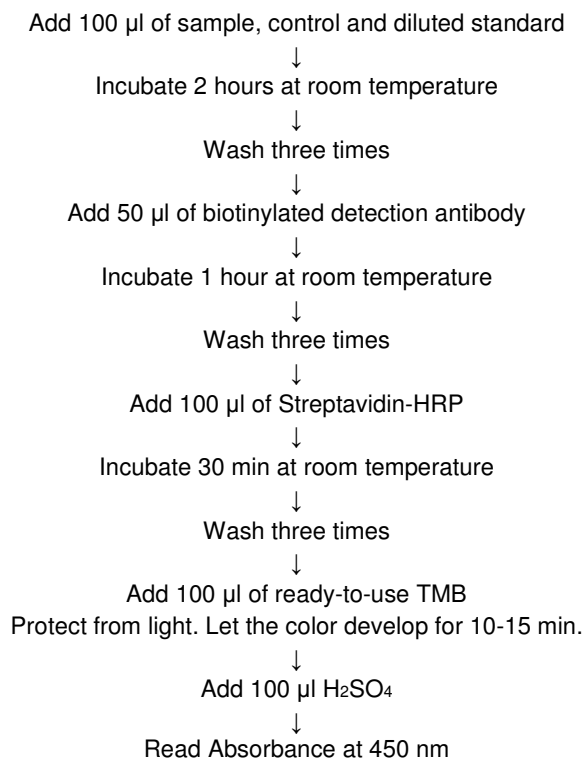 Add 100 µl of sample, control and diluted standard
↓
Incubate 2 hours at room temperature
↓
Wash three times
↓
Add 50 µl of biotinylated detection antibody
↓
Incubate 1 hour at room temperature
↓
Wash three times
↓
Add 100 µl of Streptavidin-HRP
↓
Incubate 30 min at room temperature
↓
Wash three times
↓
Add 100 µl of ready-to-use TMB
Protect from light. Let the color develop for 10-15 min.
↓
Add 100 µl H₂SO₄
↓
Read Absorbance at 450 nm